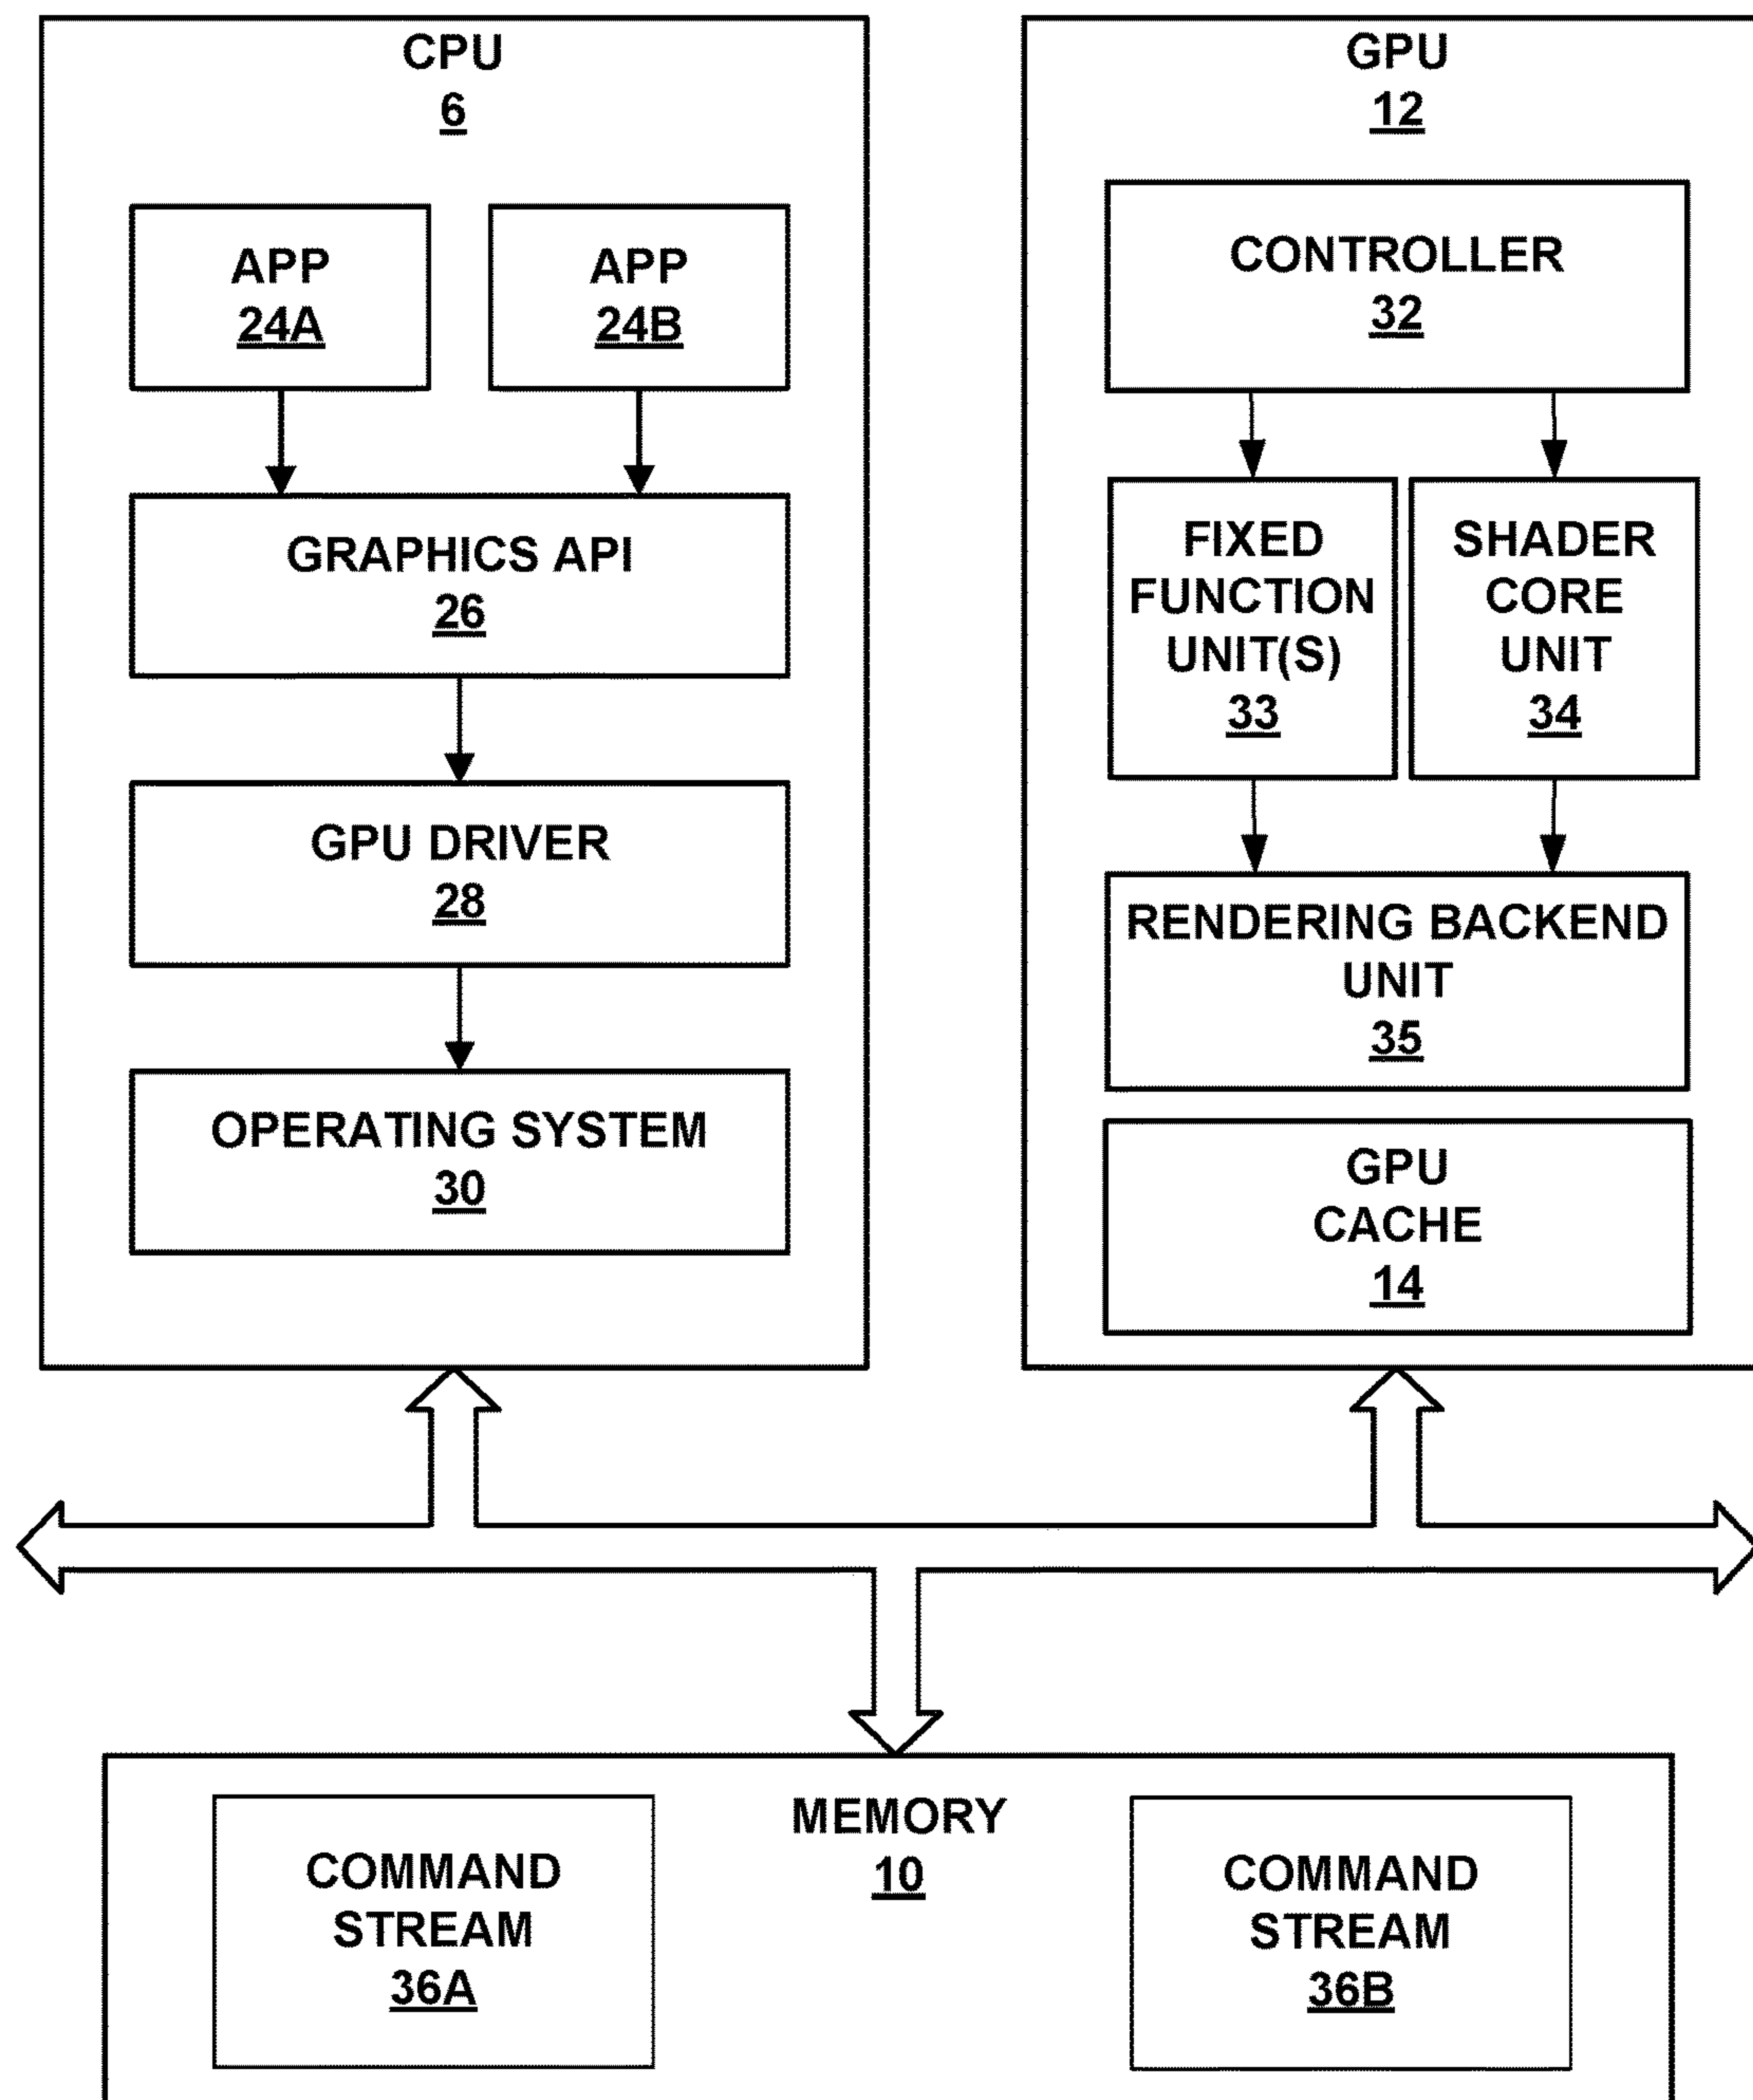 CPU
6
APP
24A
APP
24B
GRAPHICS API
26
GPU DRIVER
28
OPERATING SYSTEM
30
GPU
12
CONTROLLER
32
FIXED
FUNCTION
UNIT(S)
33
SHADER
CORE
UNIT
34
RENDERING BACKEND
UNIT
35
GPU
CACHE
14
MEMORY
10
COMMAND
STREAM
36A
COMMAND
STREAM
36B